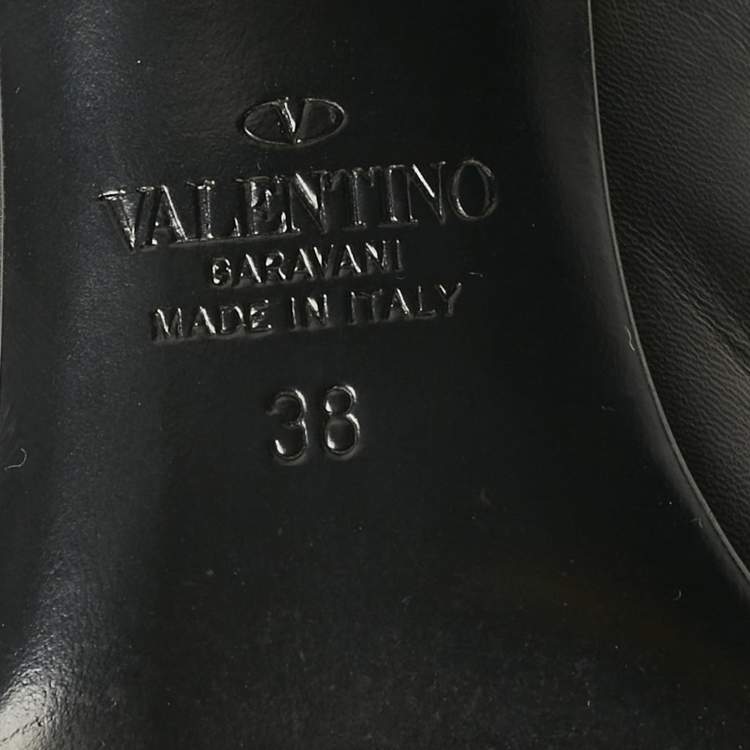 V
VALENTINO
GARAVANI
MADE IN ITALY
38